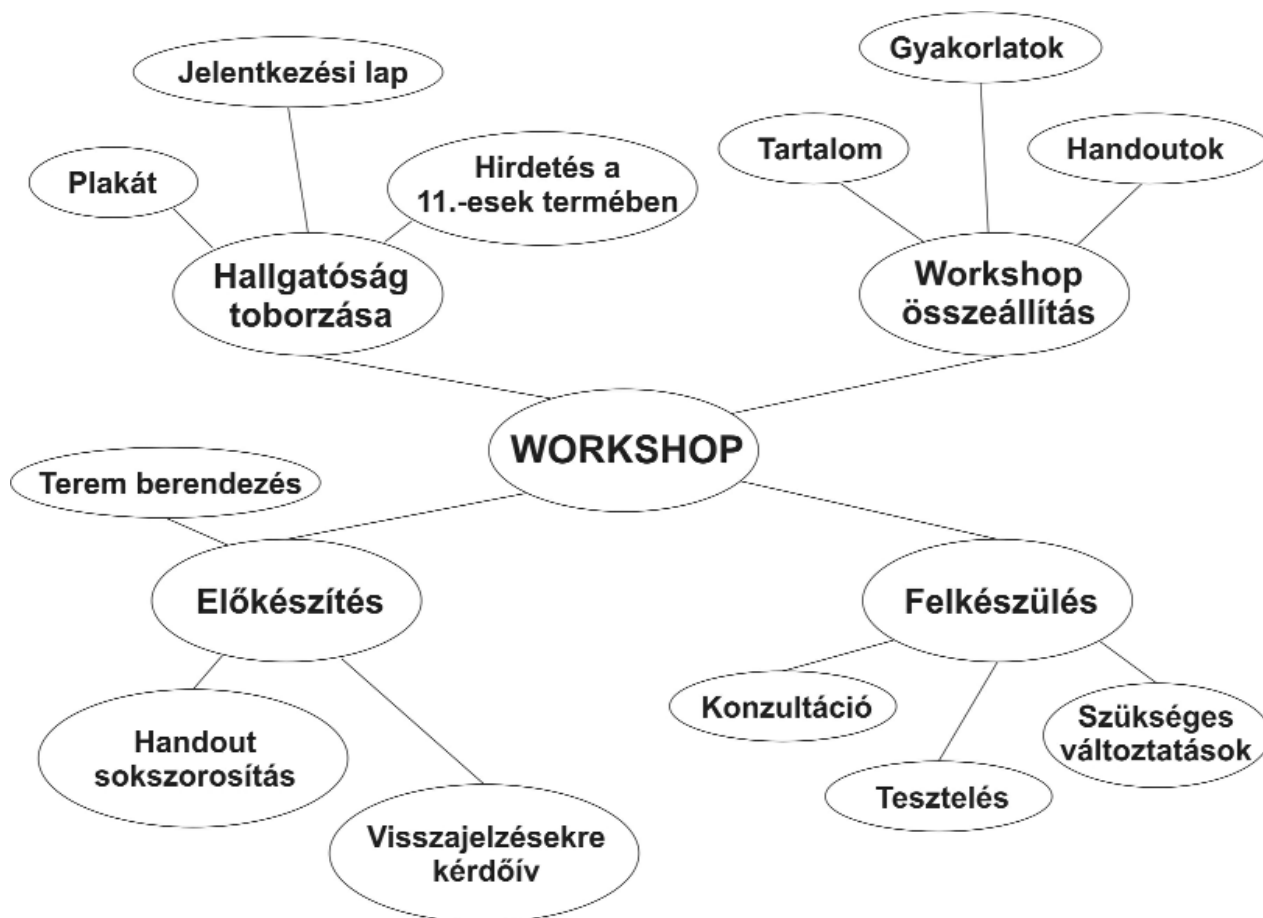 Jelentkezési lap
Plakát
Hirdetés a
11.-esek termében
Hallgatóság
toborzása
Gyakorlatok
Tartalom
Handoutok
Workshop
összeállítás
WORKSHOP
Terem berendezés
Előkészítés
Handout
sokszorosítás
Visszajelzésekre
kérdőív
Felkészülés
Konzultáció
Tesztelés
Szükséges
változtatások